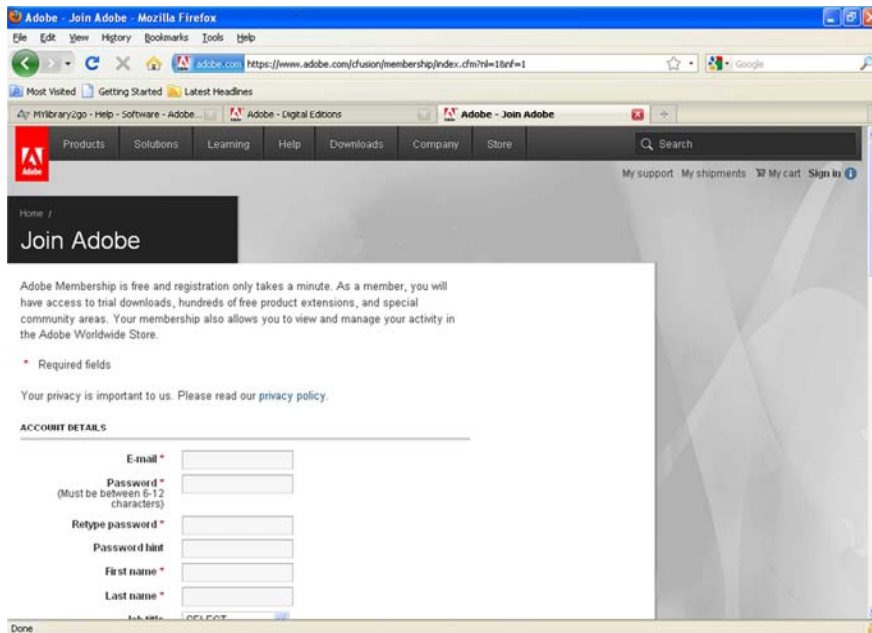 Adobe - Join Adobe - Mozilla Firefox
File Edit View History Bookmarks Tools Help
adobe.com https://www.adobe.com/cfusion/membership/index.cfm?nl=1&nf=1
Google
Most Visited Getting Started Latest Headlines
MYlibrary2go - Help - Software - Adobe... Adobe - Digital Editions Adobe - Join Adobe
Adobe Products Solutions Learning Help Downloads Company Store Search
My support My shipments My cart Sign in
Home /
Join Adobe
Adobe Membership is free and registration only takes a minute. As a member, you will
have access to trial downloads, hundreds of free product extensions, and special
community areas. Your membership also allows you to view and manage your activity in
the Adobe Worldwide Store.
* Required fields
Your privacy is important to us. Please read our privacy policy.
ACCOUNT DETAILS
E-mail *
Password *
(Must be between 6-12
characters)
Retype password *
Password hint
First name *
Last name *
Job title SELECT
Done